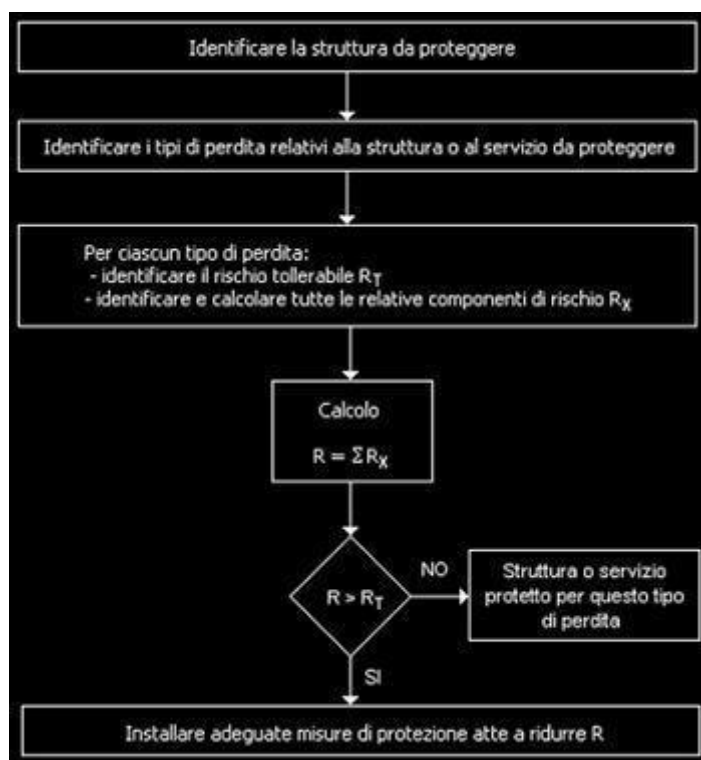 Identificare la struttura da proteggere
Identificare i tipi di perdita relativi alla struttura o al servizio da proteggere
Per ciascun tipo di perdita:
- identificare il rischio tollerabile RT
- identificare e calcolare tutte le relative componenti di rischio RX
Calcolo
R = ΣRX
R > RT
NO
Struttura o servizio
protetto per questo tipo
di perdita
SI
Installare adeguate misure di protezione atte a ridurre R